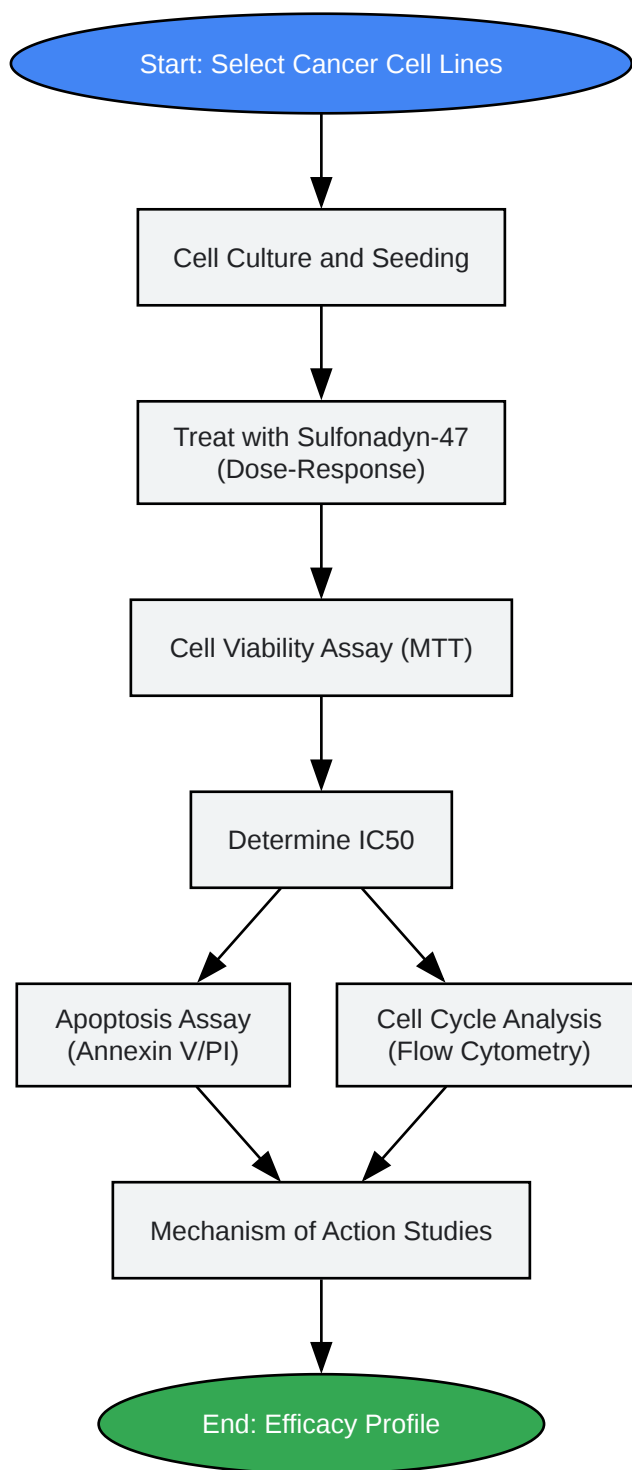 Start: Select Cancer Cell Lines
Cell Culture and Seeding
Treat with Sulfonadyn-47
(Dose-Response)
Cell Viability Assay (MTT)
Determine IC50
Apoptosis Assay
(Annexin V/PI)
Cell Cycle Analysis
(Flow Cytometry)
Mechanism of Action Studies
End: Efficacy Profile